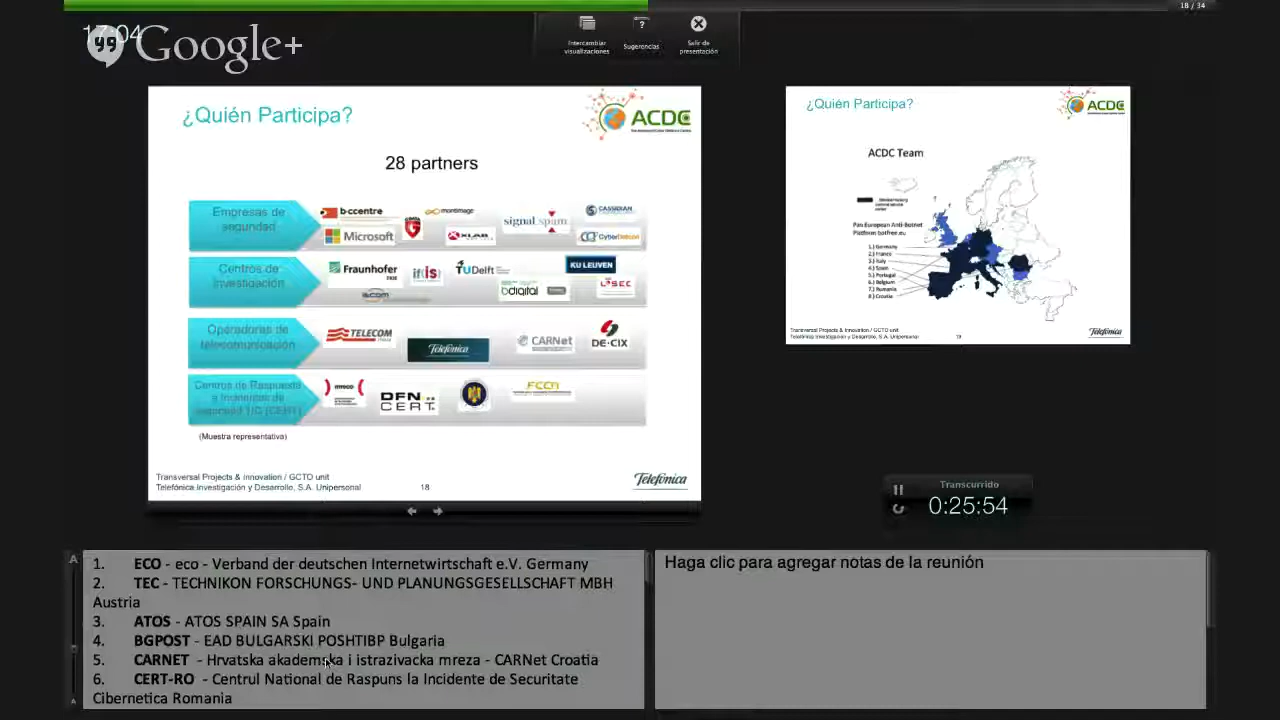 18 / 34
17:04
Google+
Intercambiar
visualizaciones
Sugerencias
Salir de
presentación
¿Quién Participa?
ACDC
28 partners
Empresas de
seguridad
b·ccentre
montimage
signal spam
CASSIDIAN
Microsoft
XLAB
Centros de
investigación
Fraunhofer
if(is)
TUDelft
KU LEUVEN
bdigital
LSEC
Operadoras de
telecomunicación
TELECOM
Telefónica
CARNet
DE-CIX
Centros de Respuesta
a Incidentes de
seguridad TIC (CERT)
inteco
DFN
CERT
FCCN
(Muestra representativa)
Transversal Projects & Innovation / GCTO unit
Telefónica Investigación y Desarrollo, S.A. Unipersonal
18
Telefónica
¿Quién Participa?
ACDC
ACDC Team
Pan European Anti-Botnet
Platform: botfree.eu
1.) Germany
2.) France
3.) Italy
4.) Spain
5.) Portugal
6.) Belgium
7.) Rumania
8.) Croatia
Transversal Projects & Innovation / GCTO unit
Telefónica Investigación y Desarrollo, S.A. Unipersonal
19
Telefónica
Transcurrido
0:25:54
1. ECO - eco - Verband der deutschen Internetwirtschaft e.V. Germany
2. TEC - TECHNIKON FORSCHUNGS- UND PLANUNGSGESELLSCHAFT MBH
Austria
3. ATOS - ATOS SPAIN SA Spain
4. BGPOST - EAD BULGARSKI POSHTIBP Bulgaria
5. CARNET - Hrvatska akademska i istrazivacka mreza - CARNet Croatia
6. CERT-RO - Centrul National de Raspuns la Incidente de Securitate
Cibernetica Romania
Haga clic para agregar notas de la reunión
A
A